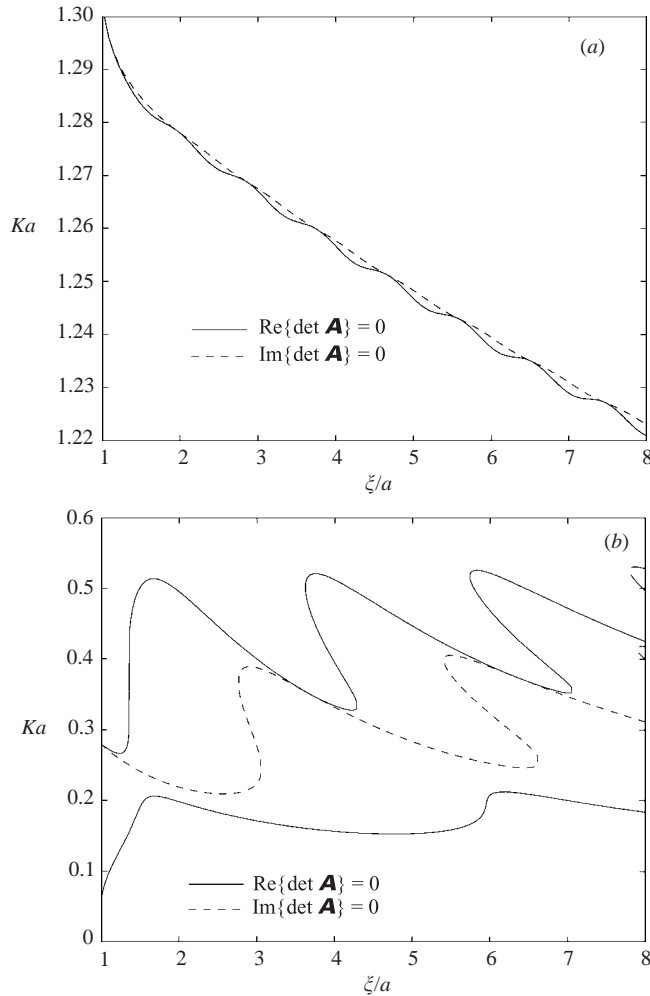 1.30
(a)
1.29
1.28
1.27
Ka
1.26
1.25
1.24
1.23
1.22
Re{det A} = 0
Im{det A} = 0
1 2 3 4 5 6 7 8
ξ/a
0.6
(b)
0.5
0.4
Ka
0.3
0.2
0.1
0
Re{det A} = 0
Im{det A} = 0
1 2 3 4 5 6 7 8
ξ/a